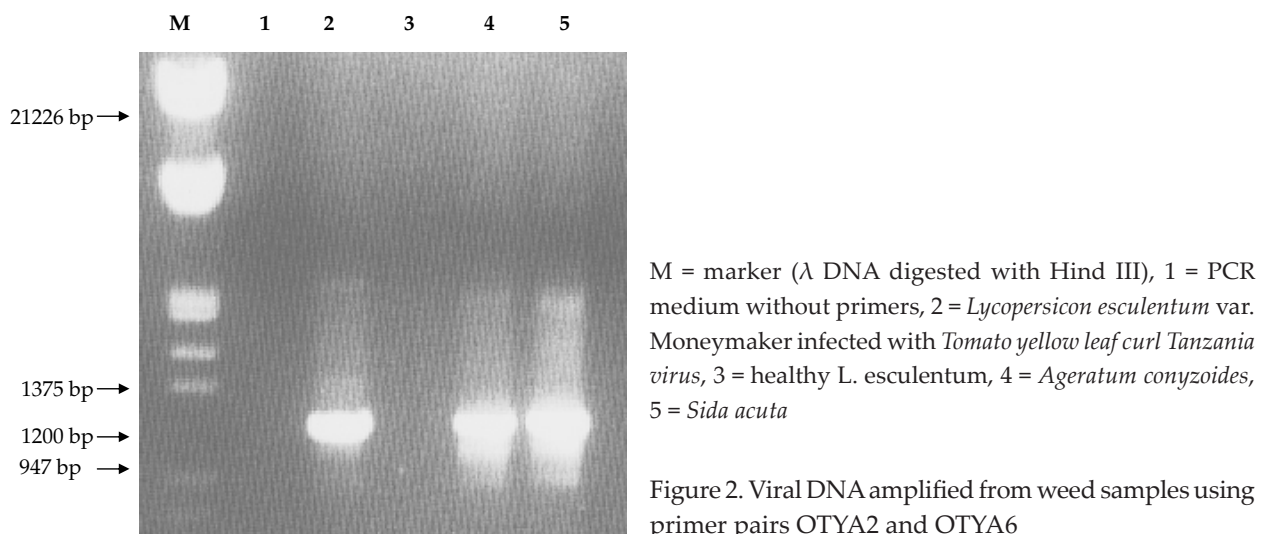 M 1 2 3 4 5
21226 bp
1375 bp
1200 bp
947 bp
M = marker (λ DNA digested with Hind III), 1 = PCR
medium without primers, 2 = Lycopersicon esculentum var.
Moneymaker infected with Tomato yellow leaf curl Tanzania
virus, 3 = healthy L. esculentum, 4 = Ageratum conyzoides,
5 = Sida acuta
Figure 2. Viral DNA amplified from weed samples using
primer pairs OTYA2 and OTYA6